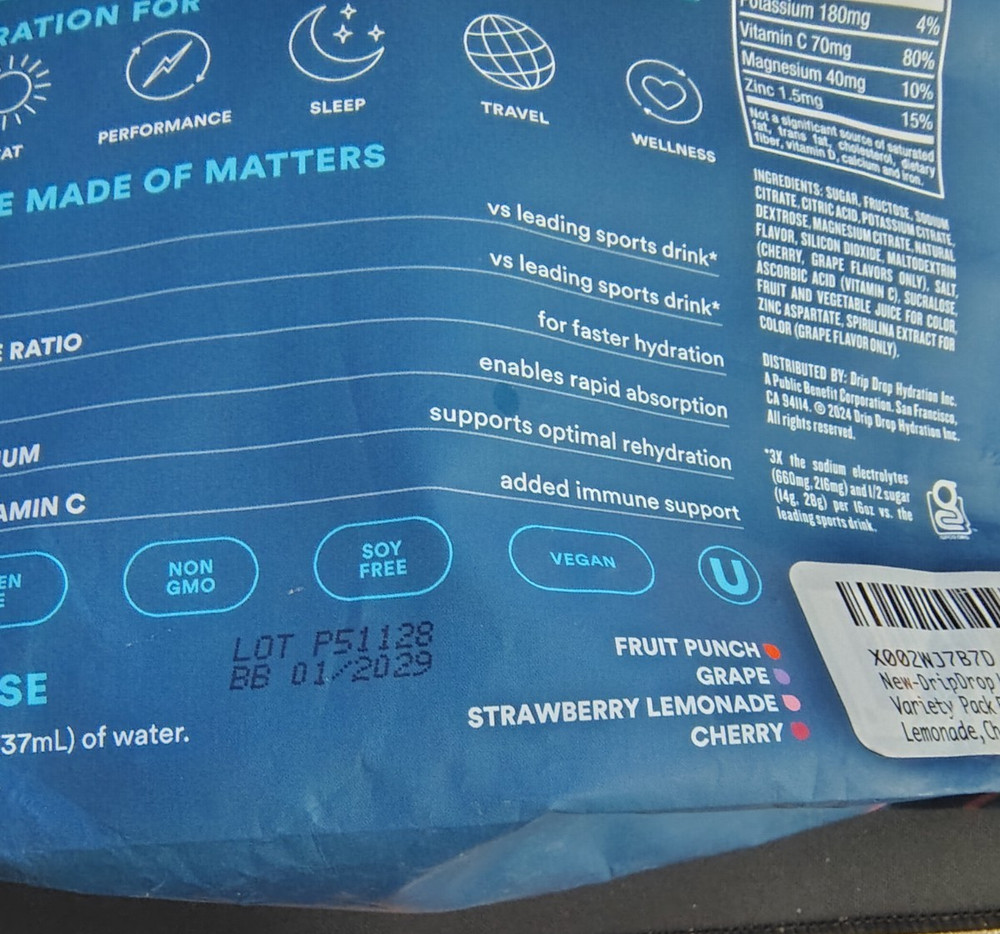 RATION FOR
EAT
PERFORMANCE
SLEEP
TRAVEL
WELLNESS
E MADE OF MATTERS
vs leading sports drink*
vs leading sports drink*
E RATIO
for faster hydration
enables rapid absorption
UM
supports optimal rehydration
AMIN C
added immune support
EN
E
NON
GMO
SOY
FREE
VEGAN
U
LOT P51128
BB 01/2029
SE
37mL) of water.
FRUIT PUNCH
GRAPE
STRAWBERRY LEMONADE
CHERRY
Potassium 180mg 4%
Vitamin C 70mg 80%
Magnesium 40mg 10%
Zinc 1.5mg 15%
Not a significant source of saturated
fat, trans fat, cholesterol, dietary
fiber, vitamin D, calcium and iron.
INGREDIENTS: SUGAR, FRUCTOSE, SODIUM
CITRATE, CITRIC ACID, POTASSIUM CITRATE,
DEXTROSE, MAGNESIUM CITRATE, NATURAL
FLAVOR, SILICON DIOXIDE, MALTODEXTRIN
(CHERRY, GRAPE FLAVORS ONLY), SALT,
ASCORBIC ACID (VITAMIN C), SUCRALOSE,
FRUIT AND VEGETABLE JUICE FOR COLOR,
ZINC ASPARTATE, SPIRULINA EXTRACT FOR
COLOR (GRAPE FLAVOR ONLY).
DISTRIBUTED BY: Drip Drop Hydration Inc.
A Public Benefit Corporation. San Francisco,
CA 94114. © 2024 Drip Drop Hydration Inc.
All rights reserved.
*3X the sodium electrolytes
(660mg, 216mg) and 1/2 sugar
(14g, 28g) per 16oz vs. the
leading sports drink.
X002WJ7B7D
New-DripDrop
Variety Pack
Lemonade, Ch